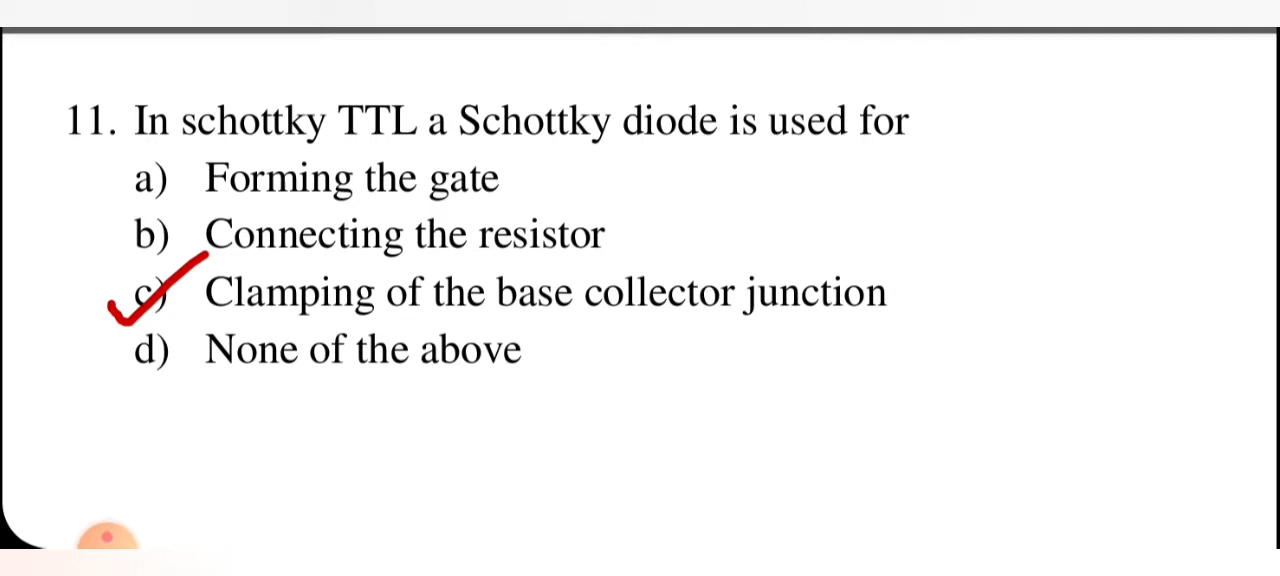 11. In schottky TTL a Schottky diode is used for
a) Forming the gate
b) Connecting the resistor
c) Clamping of the base collector junction
d) None of the above